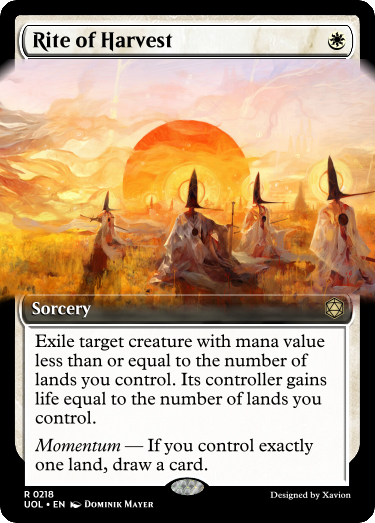 Rite of Harvest
Sorcery
Exile target creature with mana value
less than or equal to the number of
lands you control. Its controller gains
life equal to the number of lands you
control.
Momentum — If you control exactly
one land, draw a card.
R 0218
UOL • EN DOMINIK MAYER
Designed by Xavion